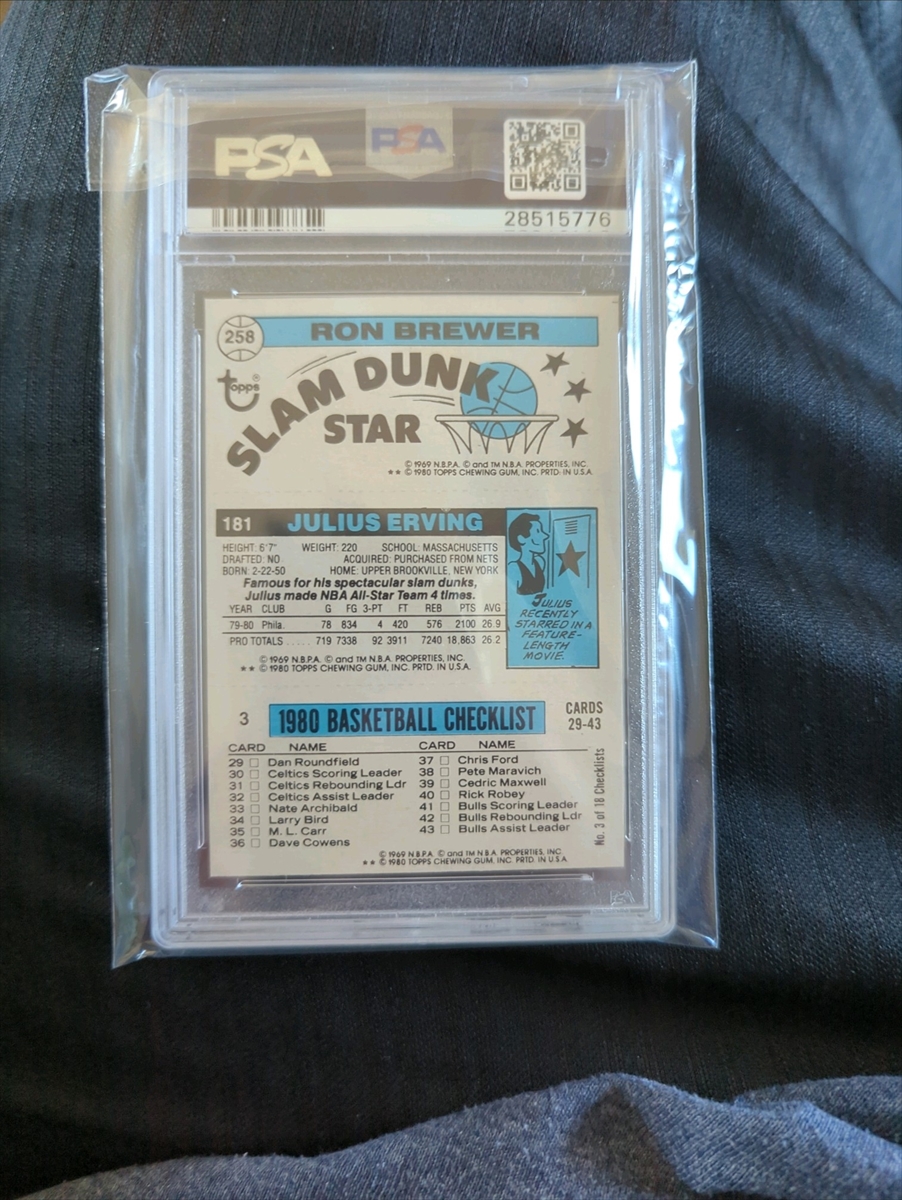 PSA
PSA
28515776
258 RON BREWER
topps®
SLAM DUNK
STAR
© 1969 N.B.P.A. © and TM N.B.A. PROPERTIES, INC.
★★ © 1980 TOPPS CHEWING GUM, INC. PRTD. IN U.S.A.
181 JULIUS ERVING
HEIGHT: 6'7" WEIGHT: 220 SCHOOL: MASSACHUSETTS
DRAFTED: NO ACQUIRED: PURCHASED FROM NETS
BORN: 2-22-50 HOME: UPPER BROOKVILLE, NEW YORK
Famous for his spectacular slam dunks,
Julius made NBA All-Star Team 4 times.
YEAR CLUB G FG 3-PT FT REB PTS AVG
79-80 Phila. 78 834 4 420 576 2100 26.9
PRO TOTALS ..... 719 7338 92 3911 7240 18,863 26.2
© 1969 N.B.P.A. © and TM N.B.A. PROPERTIES, INC.
★★ © 1980 TOPPS CHEWING GUM, INC. PRTD. IN U.S.A.
JULIUS
RECENTLY
STARRED IN A
FEATURE-
LENGTH
MOVIE.
3 1980 BASKETBALL CHECKLIST CARDS
29-43
CARD NAME CARD NAME
29 □ Dan Roundfield 37 □ Chris Ford
30 □ Celtics Scoring Leader 38 □ Pete Maravich
31 □ Celtics Rebounding Ldr 39 □ Cedric Maxwell
32 □ Celtics Assist Leader 40 □ Rick Robey
33 □ Nate Archibald 41 □ Bulls Scoring Leader
34 □ Larry Bird 42 □ Bulls Rebounding Ldr
35 □ M. L. Carr 43 □ Bulls Assist Leader
36 □ Dave Cowens
No. 3 of 18 Checklists
© 1969 N.B.P.A. © and TM N.B.A. PROPERTIES, INC.
★★ © 1980 TOPPS CHEWING GUM, INC. PRTD. IN U.S.A.